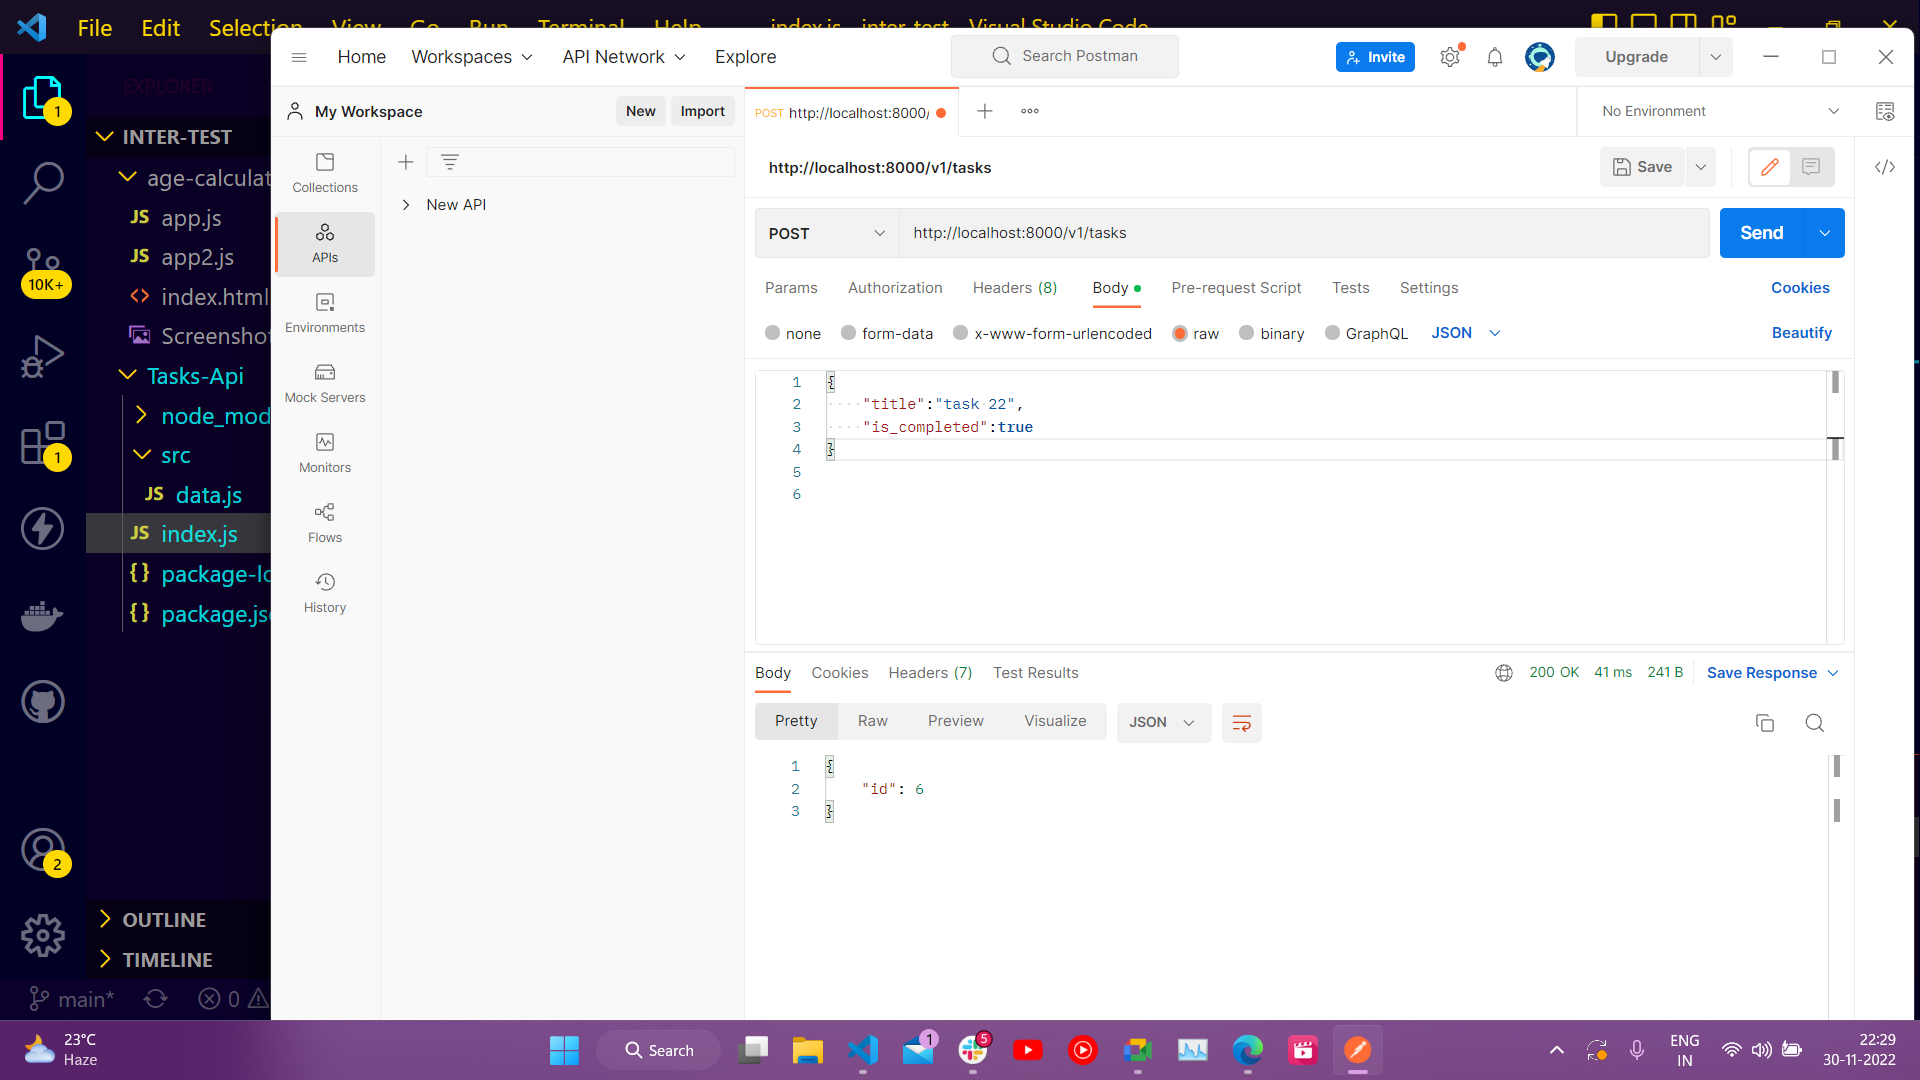 File Edit Selection View Go Run Terminal Help index.js - inter-test - Visual Studio Code
Home Workspaces API Network Explore
Search Postman
Invite
Upgrade
EXPLORER
INTER-TEST
age-calculat
app.js
app2.js
index.html
Screenshot
Tasks-Api
node_mod
src
data.js
index.js
package-lo
package.jso
OUTLINE
TIMELINE
main*
0
1
10K+
1
2
My Workspace
New
Import
Collections
APIs
Environments
Mock Servers
Monitors
Flows
History
New API
POST http://localhost:8000/
No Environment
http://localhost:8000/v1/tasks
Save
POST
http://localhost:8000/v1/tasks
Send
Params Authorization Headers (8) Body Pre-request Script Tests Settings
Cookies
none form-data x-www-form-urlencoded raw binary GraphQL JSON
Beautify
1 {
2 "title":"task 22",
3 "is_completed":true
4 }
5
6
Body Cookies Headers (7) Test Results
200 OK 41 ms 241 B Save Response
Pretty Raw Preview Visualize JSON
1 {
2 "id": 6
3 }
23°C
Haze
Search
1
5
ENG
IN
22:29
30-11-2022